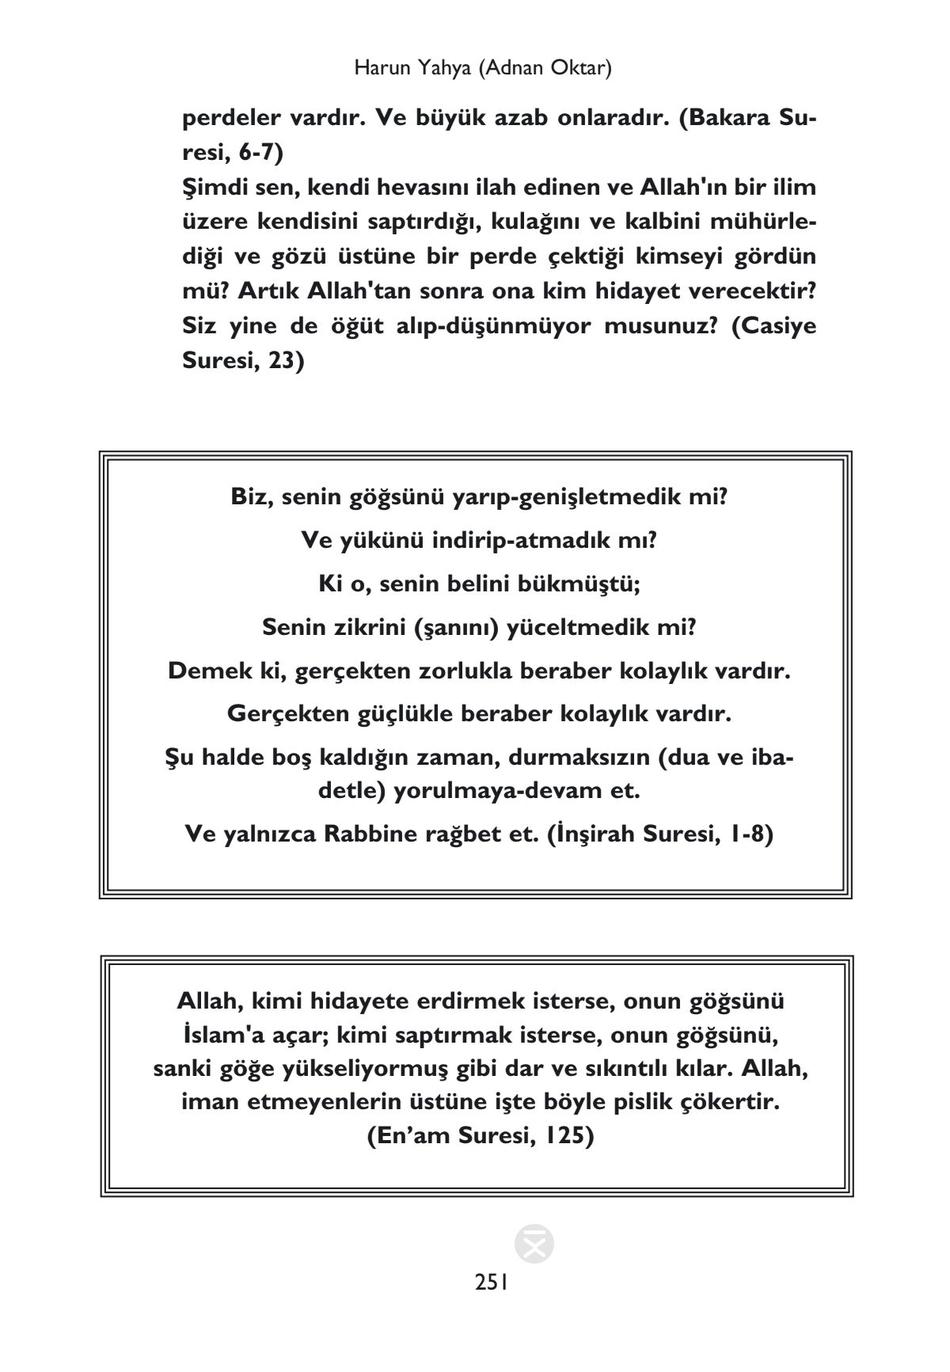 Harun Yahya (Adnan Oktar)
perdeler vardır. Ve büyük azab onlaradır. (Bakara Su-
resi, 6-7)
Şimdi sen, kendi hevasını ilah edinen ve Allah'ın bir ilim
üzere kendisini saptırdığı, kulağını ve kalbini mühürle-
diği ve gözü üstüne bir perde çektiği kimseyi gördün
mü? Artık Allah'tan sonra ona kim hidayet verecektir?
Siz yine de öğüt alıp-düşünmüyor musunuz? (Casiye
Suresi, 23)
Biz, senin göğsünü yarıp-genişletmedik mi?
Ve yükünü indirip-atmadık mı?
Ki o, senin belini bükmüştü;
Senin zikrini (şanını) yüceltmedik mi?
Demek ki, gerçekten zorlukla beraber kolaylık vardır.
Gerçekten güçlükle beraber kolaylık vardır.
Şu halde boş kaldığın zaman, durmaksızın (dua ve iba-
detle) yorulmaya-devam et.
Ve yalnızca Rabbine rağbet et. (İnşirah Suresi, 1-8)
Allah, kimi hidayete erdirmek isterse, onun göğsünü
İslam'a açar; kimi saptırmak isterse, onun göğsünü,
sanki göğe yükseliyormuş gibi dar ve sıkıntılı kılar. Allah,
iman etmeyenlerin üstüne işte böyle pislik çökertir.
(En’am Suresi, 125)
251